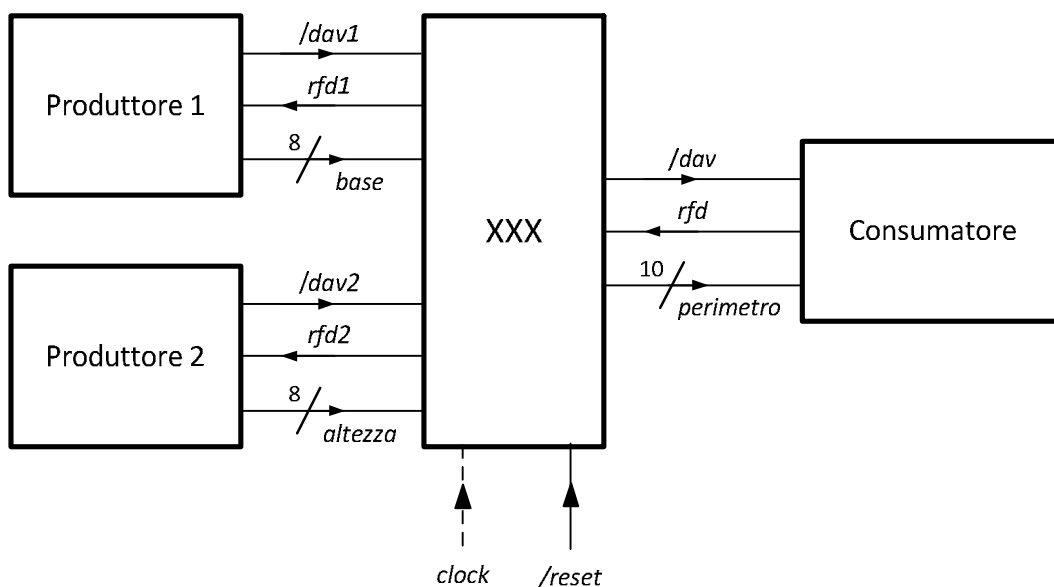 Produttore 1
/dav1
rfd1
8
base
Produttore 2
/dav2
rfd2
8
altezza
XXX
/dav
rfd
10
perimetro
Consumatore
clock
/reset